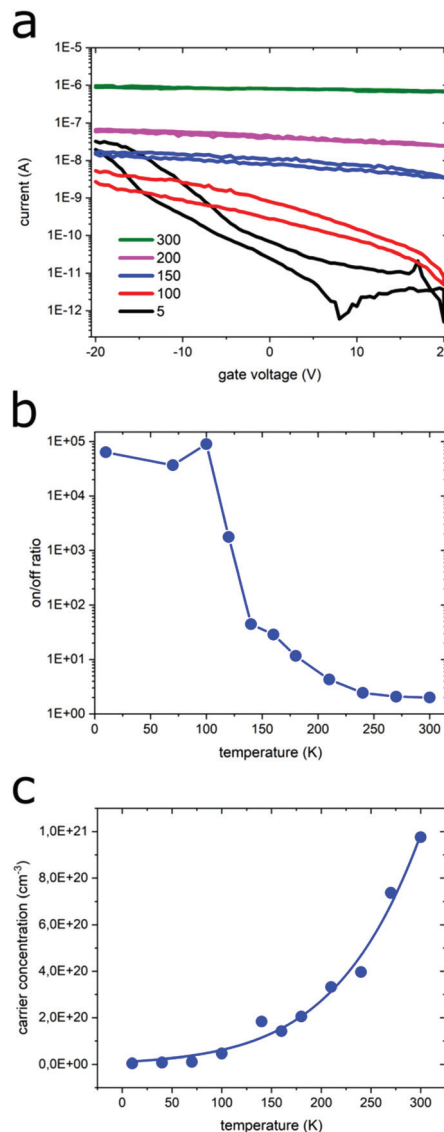 a
1E-5
1E-6
1E-7
1E-8
1E-9
1E-10
1E-11
1E-12
current (A)
300
200
150
100
5
-20
-10
0
10
20
gate voltage (V)
b
1E+05
1E+04
1E+03
1E+02
1E+01
1E+00
on/off ratio
0
50
100
150
200
250
300
temperature (K)
c
1,0E+21
8,0E+20
6,0E+20
4,0E+20
2,0E+20
0,0E+00
carrier concentration (cm⁻³)
0
50
100
150
200
250
300
temperature (K)